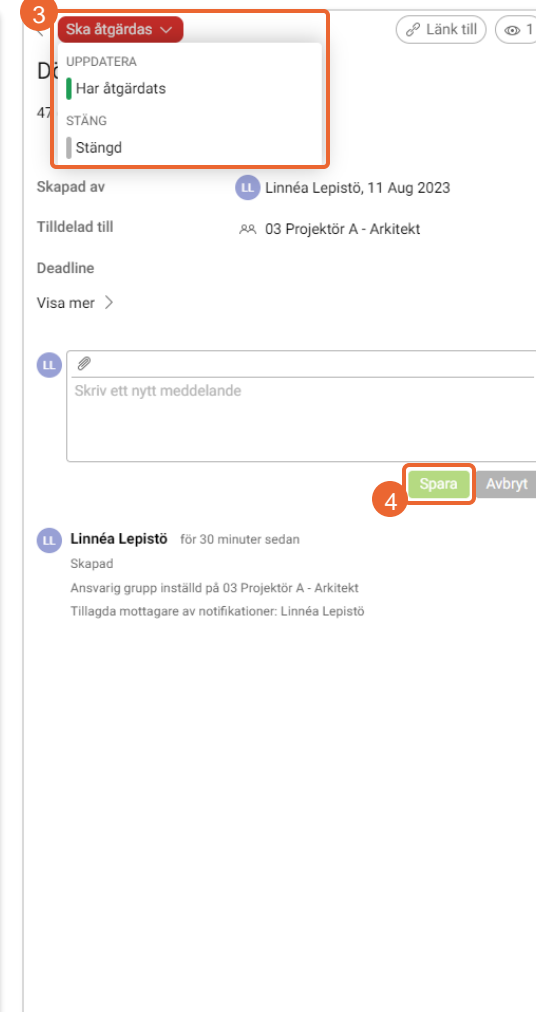 3
Ska åtgärdas
Länk till
1
UPPDATERA
Har åtgärdats
47
STÄNG
Stängd
Skapad av
LL Linnéa Lepistö, 11 Aug 2023
Tilldelad till
03 Projektör A - Arkitekt
Deadline
Visa mer
LL
Skriv ett nytt meddelande
Spara
Avbryt
4
LL Linnéa Lepistö för 30 minuter sedan
Skapad
Ansvarig grupp inställd på 03 Projektör A - Arkitekt
Tillagda mottagare av notifikationer: Linnéa Lepistö